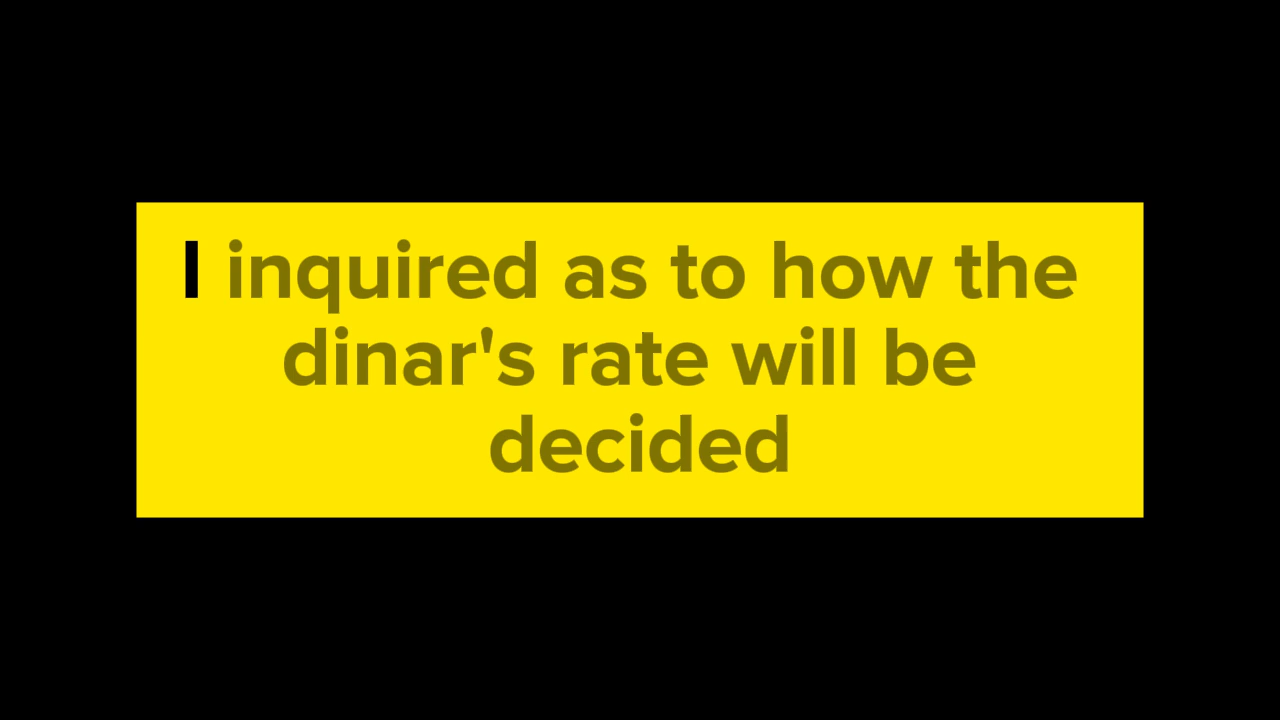 I inquired as to how the
dinar's rate will be
decided